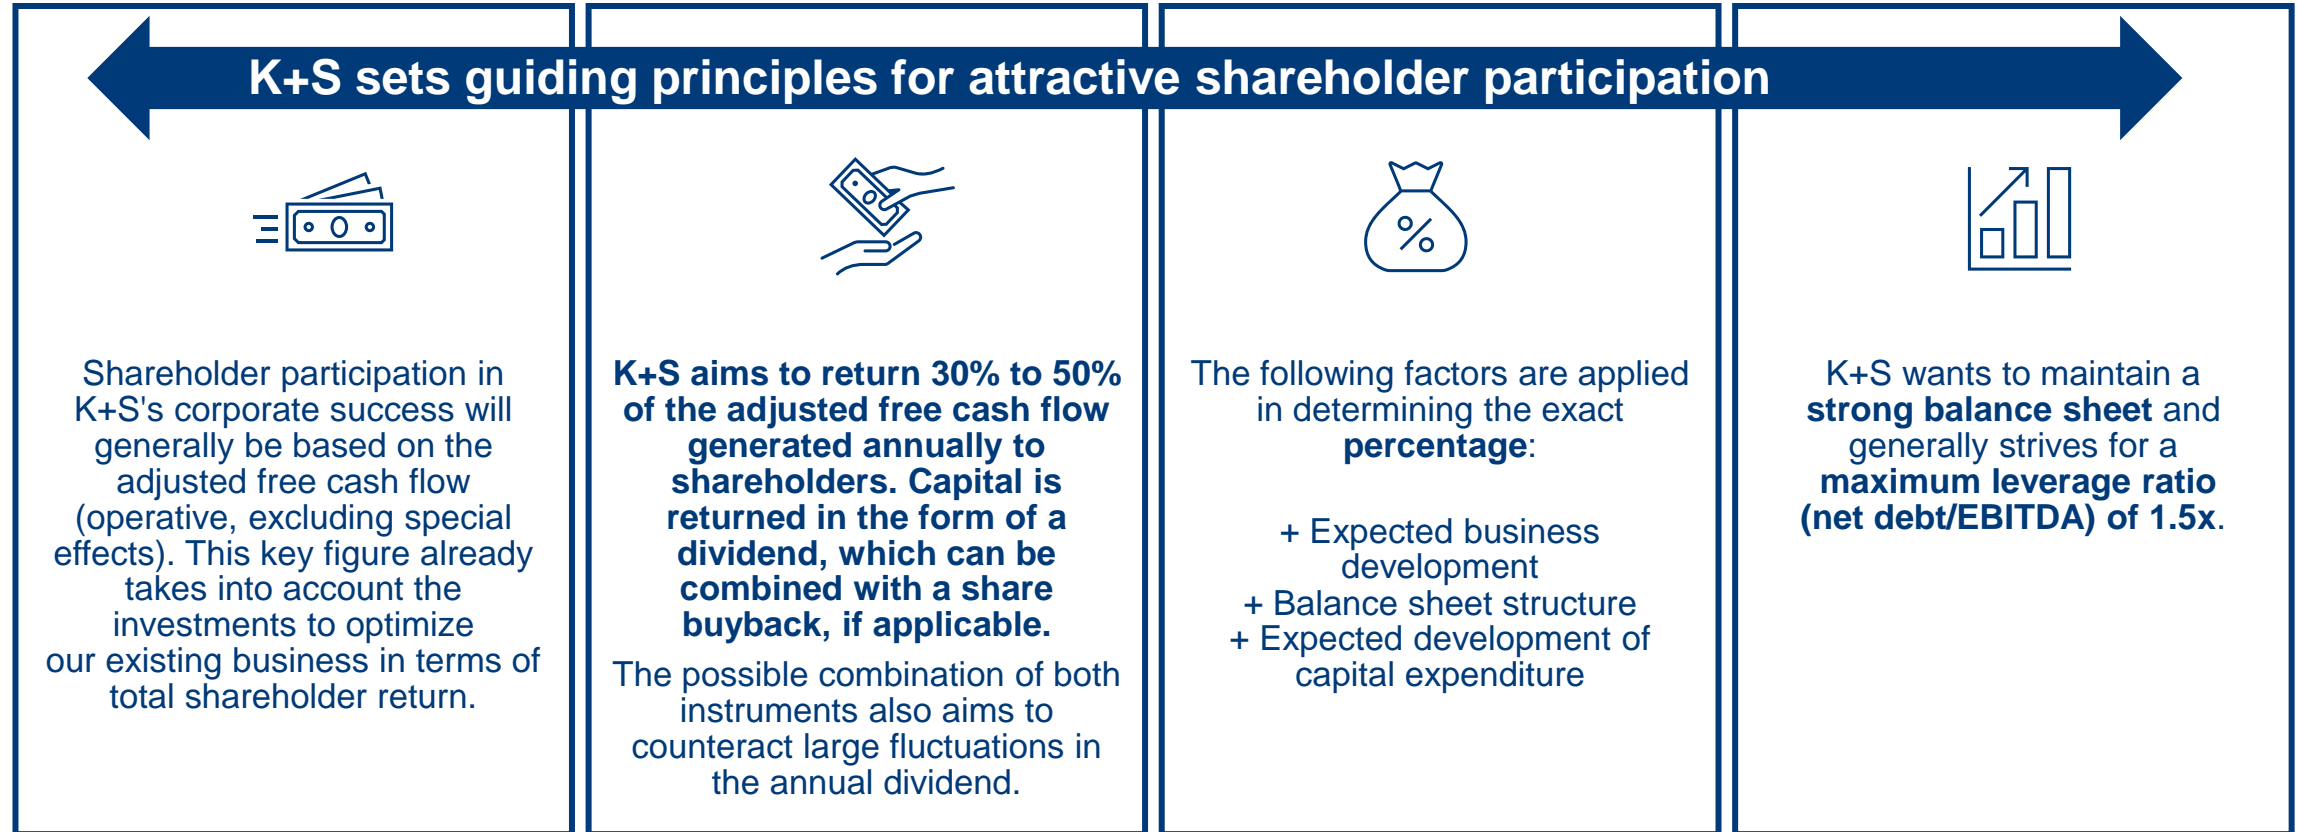 K+S sets guiding principles for attractive shareholder participation
Shareholder participation in
K+S's corporate success will
generally be based on the
adjusted free cash flow
(operative, excluding special
effects). This key figure already
takes into account the
investments to optimize
our existing business in terms of
total shareholder return.
K+S aims to return 30% to 50%
of the adjusted free cash flow
generated annually to
shareholders. Capital is
returned in the form of a
dividend, which can be
combined with a share
buyback, if applicable.
The possible combination of both
instruments also aims to
counteract large fluctuations in
the annual dividend.
%
The following factors are applied
in determining the exact
percentage:
+ Expected business
development
+ Balance sheet structure
+ Expected development of
capital expenditure
K+S wants to maintain a
strong balance sheet and
generally strives for a
maximum leverage ratio
(net debt/EBITDA) of 1.5x.